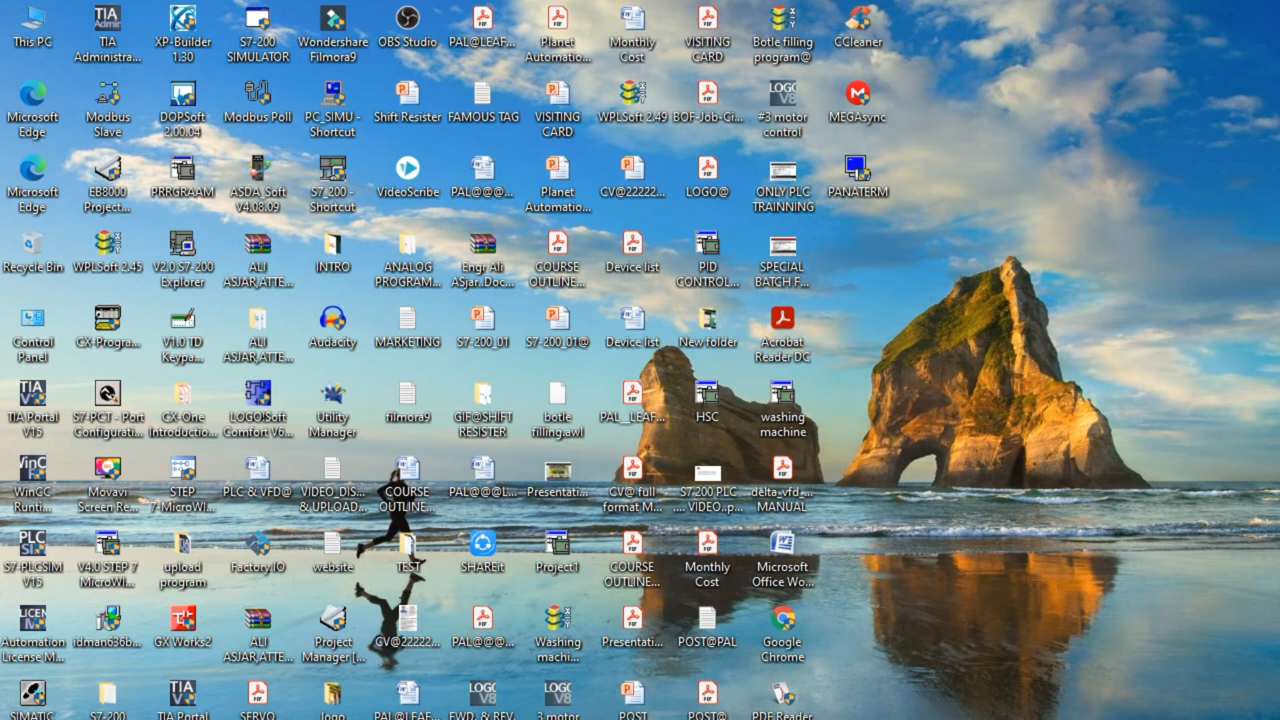 This PC
TIA
Administra...
XP-Builder
1.30
S7-200
SIMULATOR
Wondershare
Filmora9
OBS Studio
PAL@LEAF...
Planet
Automatio...
Monthly
Cost
VISITING
CARD
Botle filling
program@
CCleaner
Microsoft
Edge
Modbus
Slave
DOPSoft
2.00.04
Modbus Poll
PC_SIMU -
Shortcut
Shift Resister
FAMOUS TAG
VISITING
CARD
WPLSoft 2.49
BOF-Job-Ci...
#3 motor
control
MEGAsync
Microsoft
Edge
EB8000
Project...
PRRGRAAM
ASDA_Soft
V4.08.09
S7_200 -
Shortcut
VideoScribe
PAL@@@...
Planet
Automatio...
CV@22222...
LOGO@
ONLY PLC
TRAINNING
PANATERM
Recycle Bin
WPLSoft 2.45
V2.0 S7-200
Explorer
ALI
ASJAR,ATTE...
INTRO
ANALOG
PROGRAM...
Engr Ali
ASjar.Doc...
COURSE
OUTLINE...
Device list
PID
CONTROL...
SPECIAL
BATCH F...
Control
Panel
CX-Progra...
V1.0 TD
Keypa...
ALI
ASJAR,ATTE...
Audacity
MARKETING
S7-200_01
S7-200_01@
Device list
New folder
Acrobat
Reader DC
TIA Portal
V15
S7-PCT - Port
Configurati...
CX-One
Introductio...
LOGO!Soft
Comfort V6...
Utility
Manager
filmora9
GIF@SHIFT
RESISTER
botle
filling.awl
PAL__LEAF...
HSC
washing
machine
WinCC
Runti...
Movavi
Screen Re...
STEP
7-MicroWI...
PLC & VFD@
VIDEO_DIS...
& UPLOAD...
COURSE
OUTLINE...
PAL@@@L...
Presentati...
CV@ full
format M...
S7 200 PLC
.... VIDEO..p...
delta_vfd_...
MANUAL
S7-PLCSIM
V15
V4.0 STEP 7
MicroWI...
upload
program
Factory IO
website
TEST
SHAREit
Project1
COURSE
OUTLINE...
Monthly
Cost
Microsoft
Office Wo...
Automation
License M...
idman636b...
GX Works2
ALI
ASJAR,ATTE...
Project
Manager [...
CV@22222...
PAL@@@...
Washing
machi...
Presentati...
POST@PAL
Google
Chrome
SIMATIC
S7-200
TIA Portal
SERVO
logo
PAL@LEAF...
FWD. & REV.
3 motor
POST
POST@
PDF Reader